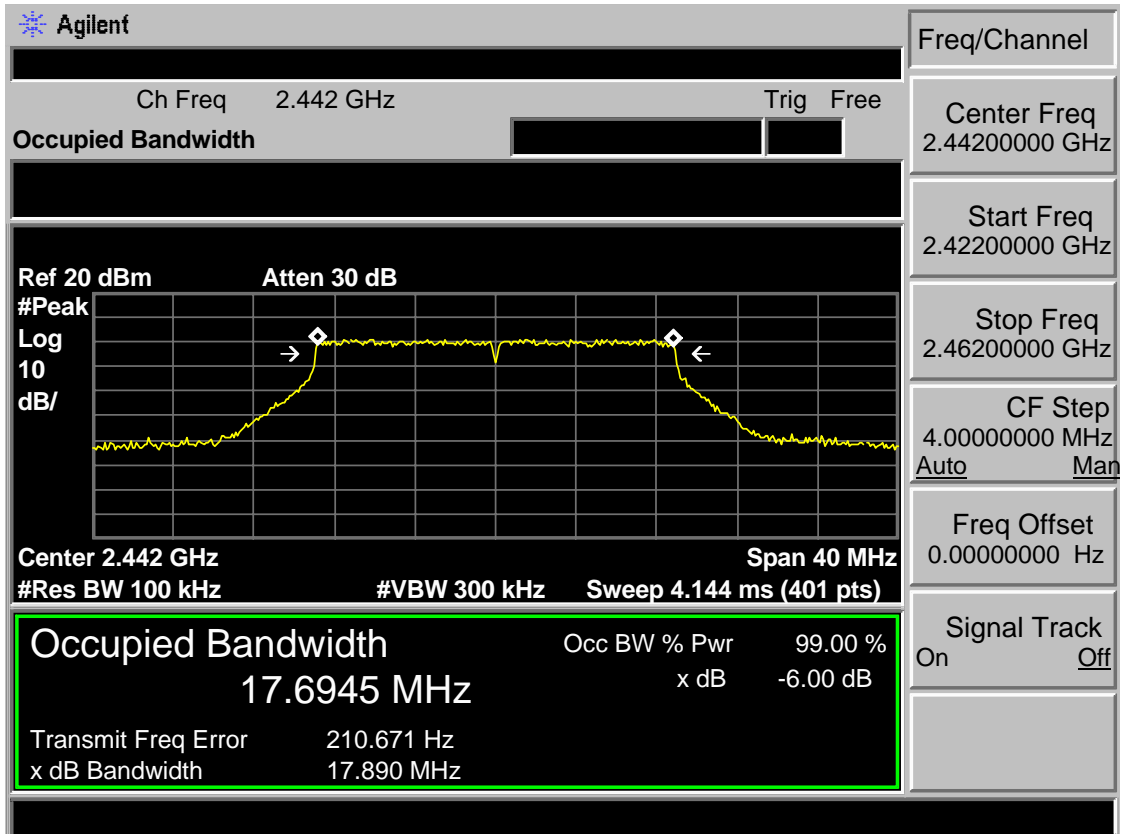 Agilent
Freq/Channel
Ch Freq 2.442 GHz Trig Free
Occupied Bandwidth
Center Freq
2.44200000 GHz
Start Freq
2.42200000 GHz
Stop Freq
2.46200000 GHz
CF Step
4.00000000 MHz
Auto Man
Freq Offset
0.00000000 Hz
Signal Track
On Off
Ref 20 dBm Atten 30 dB
#Peak
Log
10
dB/
Center 2.442 GHz Span 40 MHz
#Res BW 100 kHz #VBW 300 kHz Sweep 4.144 ms (401 pts)
Occupied Bandwidth Occ BW % Pwr 99.00 %
17.6945 MHz x dB -6.00 dB
Transmit Freq Error 210.671 Hz
x dB Bandwidth 17.890 MHz